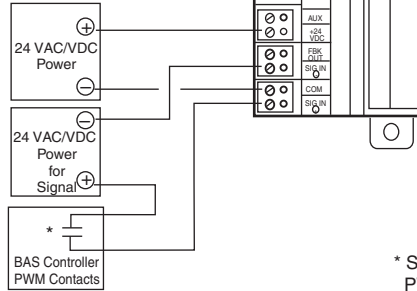 +
24 VAC/VDC
Power
−
−
24 VAC/VDC
Power
for
Signal
+
*
BAS Controller
PWM Contacts
AUX
+24
VDC
FBK
OUT
SIG IN
COM
SIG IN
* S
P